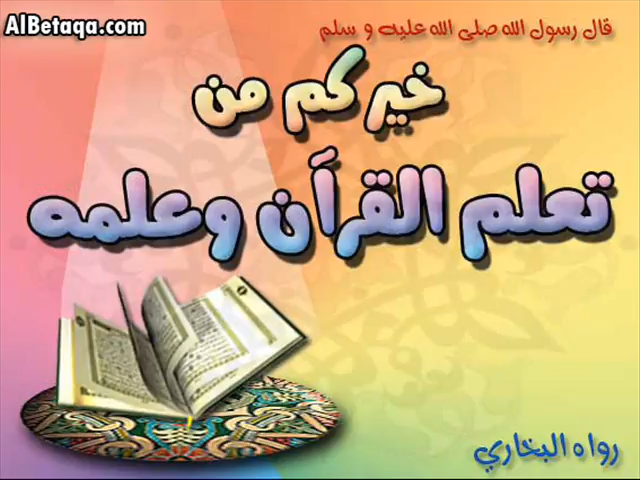 AlBetaqa.com
قال رسول الله صلى الله عليه و سلم
خيركم من
تعلم القرآن وعلمه
رواه البخاري